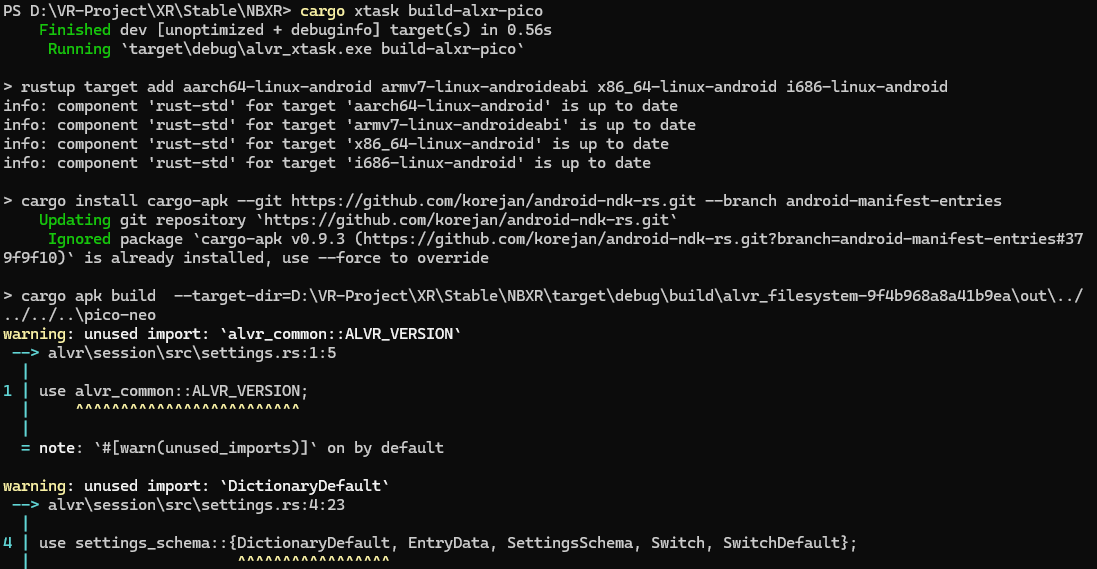 PS D:\VR-Project\XR\Stable\NBXR> cargo xtask build-alxr-pico
    Finished dev [unoptimized + debuginfo] target(s) in 0.56s
     Running `target\debug\alvr_xtask.exe build-alxr-pico`

> rustup target add aarch64-linux-android armv7-linux-androideabi x86_64-linux-android i686-linux-android
info: component 'rust-std' for target 'aarch64-linux-android' is up to date
info: component 'rust-std' for target 'armv7-linux-androideabi' is up to date
info: component 'rust-std' for target 'x86_64-linux-android' is up to date
info: component 'rust-std' for target 'i686-linux-android' is up to date

> cargo install cargo-apk --git https://github.com/korejan/android-ndk-rs.git --branch android-manifest-entries
    Updating git repository `https://github.com/korejan/android-ndk-rs.git`
     Ignored package `cargo-apk v0.9.3 (https://github.com/korejan/android-ndk-rs.git?branch=android-manifest-entries#37
9f9f10)` is already installed, use --force to override

> cargo apk build  --target-dir=D:\VR-Project\XR\Stable\NBXR\target\debug\build\alvr_filesystem-9f4b968a8a41b9ea\out\../
../../../..\pico-neo
warning: unused import: `alvr_common::ALVR_VERSION`
 --> alvr\session\src\settings.rs:1:5
  |
1 | use alvr_common::ALVR_VERSION;
  |     ^^^^^^^^^^^^^^^^^^^^^^^^^
  |
  = note: `#[warn(unused_imports)]` on by default

warning: unused import: `DictionaryDefault`
 --> alvr\session\src\settings.rs:4:23
  |
4 | use settings_schema::{DictionaryDefault, EntryData, SettingsSchema, Switch, SwitchDefault};
  |                       ^^^^^^^^^^^^^^^^^